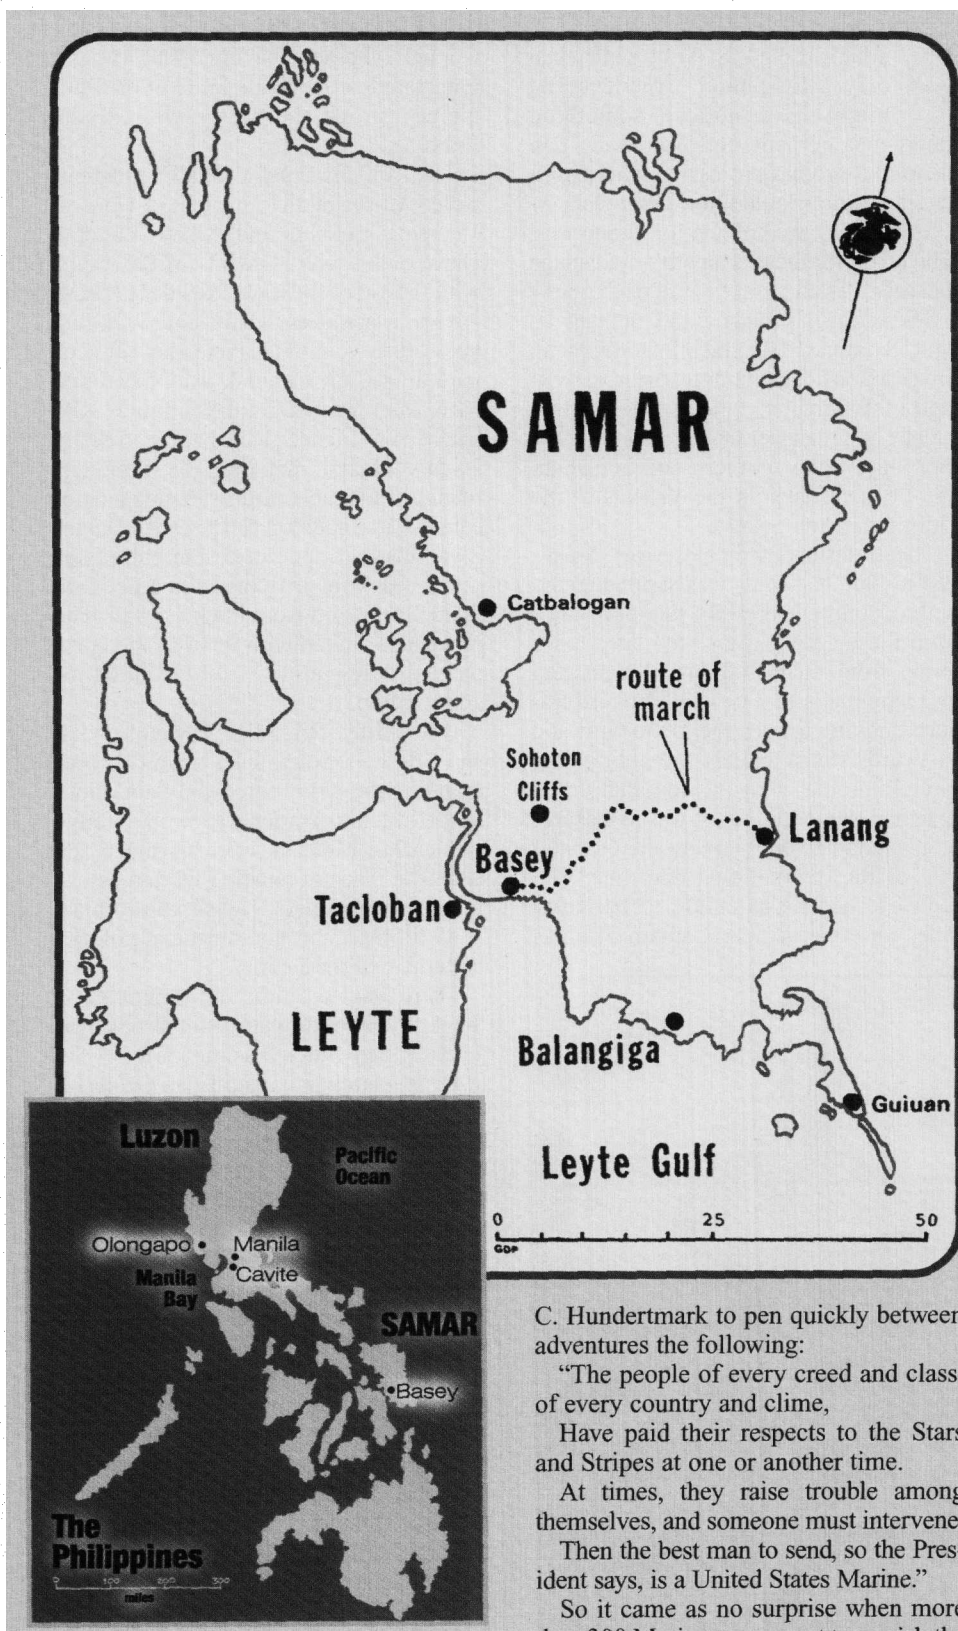 SAMAR
Catbalogan
route of
march
Sohoton
Cliffs
Lanang
Basey
Tacloban
LEYTE
Balangiga
Guiuan
Leyte Gulf
0 25 50
GDP
Luzon
Pacific
Ocean
Olongapo
Manila
Cavite
Manila
Bay
SAMAR
Basey
The
Philippines
0 100 200 300
miles
C. Hundertmark to pen quickly between
adventures the following:
“The people of every creed and class
of every country and clime,
Have paid their respects to the Stars
and Stripes at one or another time.
At times, they raise trouble among
themselves, and someone must intervene
Then the best man to send, so the Pres-
ident says, is a United States Marine.”
So it came as no surprise when more